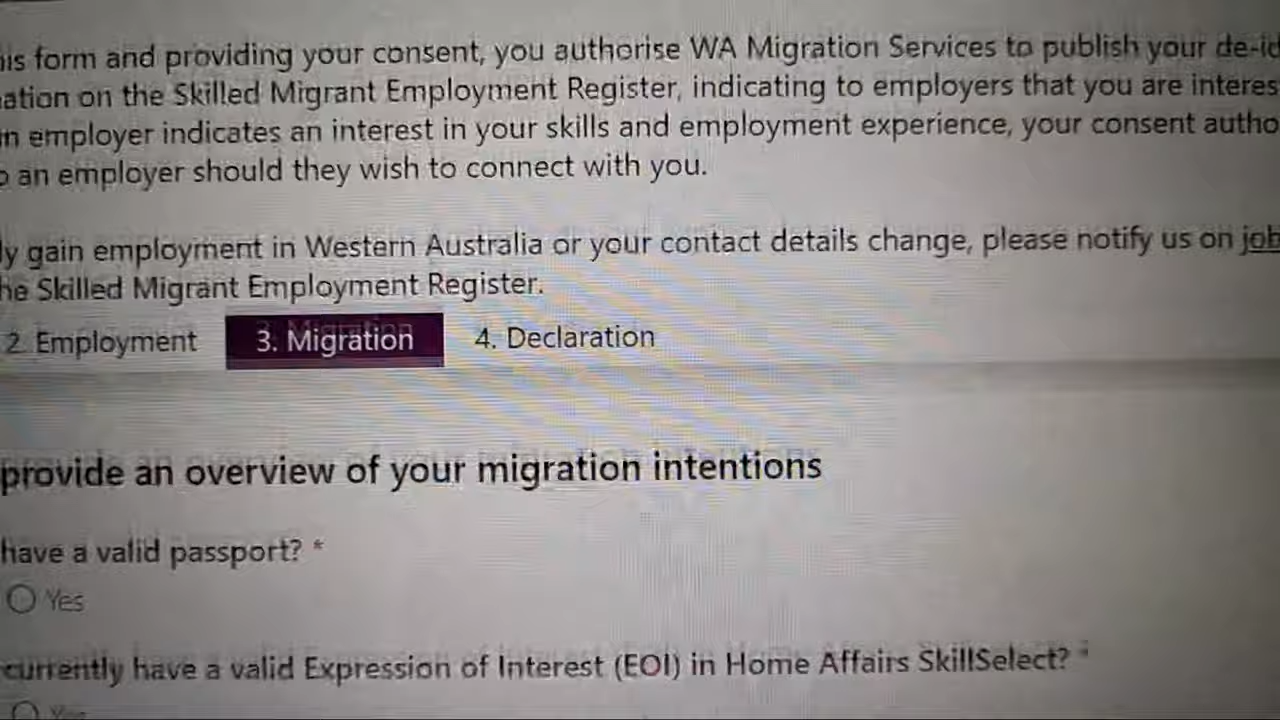 is form and providing your consent, you authorise WA Migration Services to publish your de-id
ation on the Skilled Migrant Employment Register, indicating to employers that you are interes
n employer indicates an interest in your skills and employment experience, your consent autho
o an employer should they wish to connect with you.
ly gain employment in Western Australia or your contact details change, please notify us on job
he Skilled Migrant Employment Register.
2. Employment 3. Migration 4. Declaration
provide an overview of your migration intentions
have a valid passport? *
Yes
currently have a valid Expression of Interest (EOI) in Home Affairs SkillSelect? *